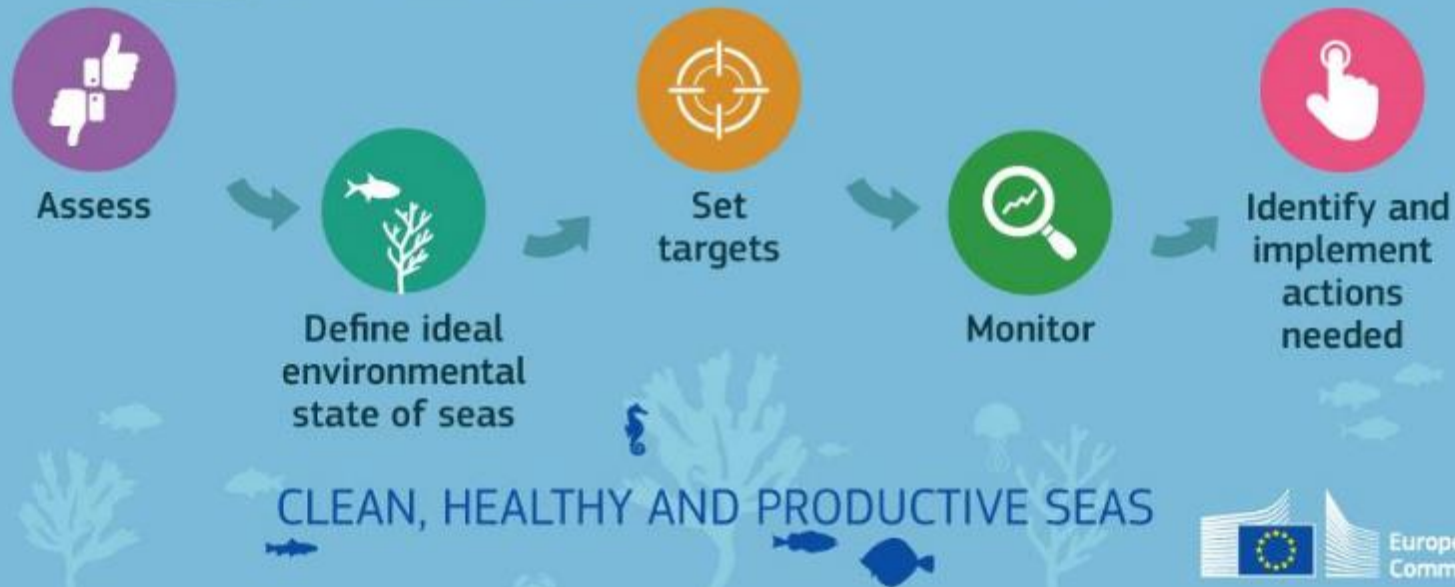 Assess
Define ideal
environmental
state of seas
Set
targets
Monitor
Identify and
implement
actions
needed
CLEAN, HEALTHY AND PRODUCTIVE SEAS